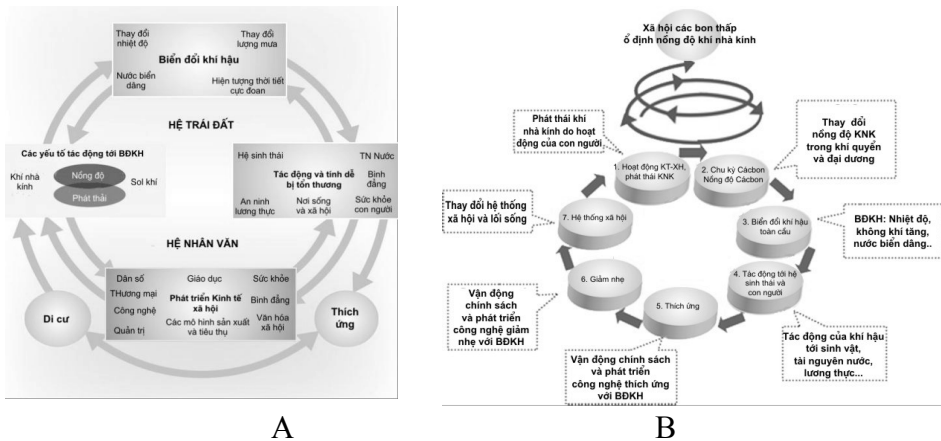 Thay đổi
nhiệt độ
Thay đổi
lượng mưa
Biển đổi khí hậu
Nước biển
dâng
Hiện tượng thời tiết
cực đoan
HỆ TRÁI ĐẤT
Các yếu tố tác động tới BĐKH
Khí nhà
kính
Nồng độ
Phát thải
Sol khí
Hệ sinh thái
TN Nước
Tác động và tính dễ
bị tổn thương
Bình
đẳng
An ninh
lương thực
Nơi sống
và xã hội
Sức khỏe
con người
HỆ NHÂN VĂN
Dân số
Giáo dục
Sức khỏe
THương mại
Phát triển Kinh tế
xã hội
Bình đẳng
Công nghệ
Các mô hình sản xuất
và tiêu thụ
Văn hóa
xã hội
Quản trị
Di cư
Thích
ứng
A
Xã hội các bon thấp
ổ định nồng độ khí nhà kính
Phát thải khí
nhà kính do hoạt
động của con người
Thay đổi
nồng độ KNK
trong khí quyển
và đại dương
1. Hoạt động KT-XH,
phát thải KNK
2. Chu kỳ Cácbon
Nồng độ Cácbon
Thay đổi hệ thống
xã hội và lối sống
7. Hệ thống xã hội
3. Biến đổi khí hậu
toàn cầu
BĐKH: Nhiệt độ,
không khí tăng,
nước biển dâng..
6. Giảm nhẹ
4. Tác động tới hệ
sinh thái và
con người
5. Thích ứng
Vận động
chính sách
và phát triển
công nghệ giảm
nhẹ với BĐKH
Tác động của khí hậu
tới sinh vật,
tài nguyên nước,
lương thực...
Vận động chính sách
và phát triển
công nghệ thích ứng
với BĐKH
B